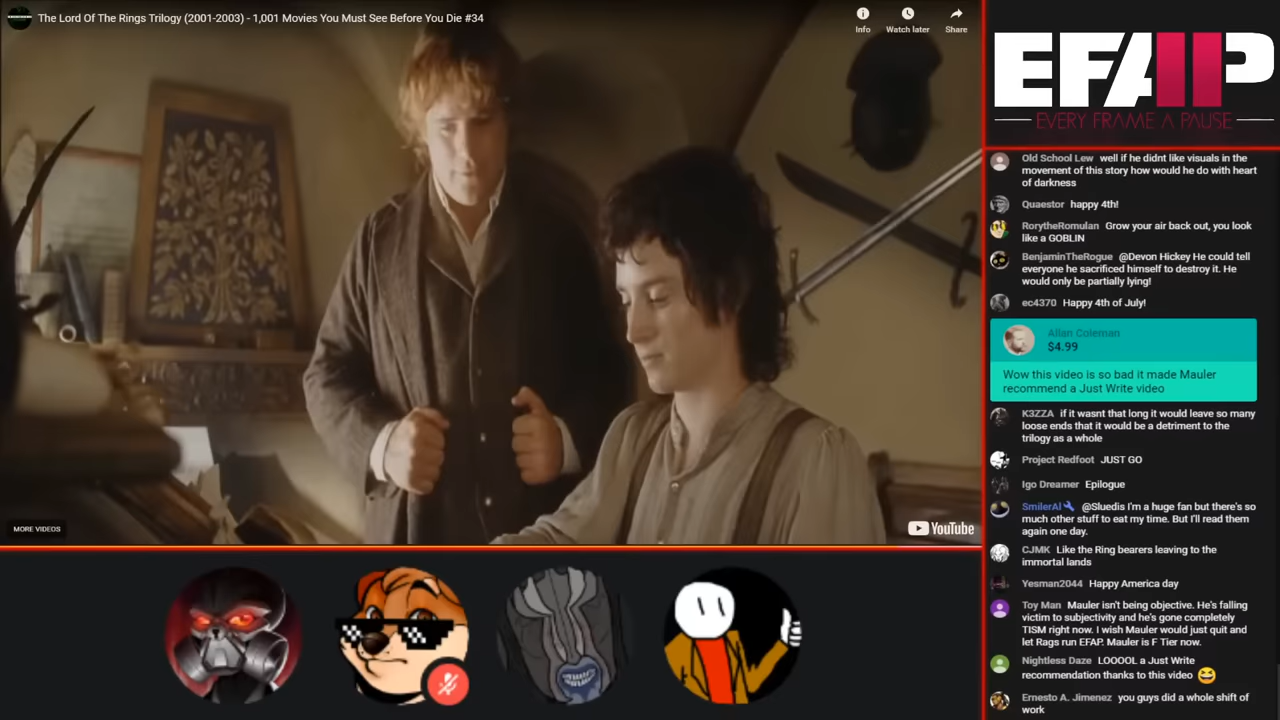 The Lord Of The Rings Trilogy (2001-2003) - 1,001 Movies You Must See Before You Die #34
Info
Watch later
Share
MORE VIDEOS
YouTube
EFAP
EVERY FRAME A PAUSE
Old School Lew well if he didnt like visuals in the
movement of this story how would he do with heart
of darkness
Quaestor happy 4th!
RorytheRomulan Grow your air back out, you look
like a GOBLIN
BenjaminTheRogue @Devon Hickey He could tell
everyone he sacrificed himself to destroy it. He
would only be partially lying!
ec4370 Happy 4th of July!
Allan Coleman
$4.99
Wow this video is so bad it made Mauler
recommend a Just Write video
K3ZZA if it wasnt that long it would leave so many
loose ends that it would be a detriment to the
trilogy as a whole
Project Redfoot JUST GO
Igo Dreamer Epilogue
SmilerAl @Sluedis I'm a huge fan but there's so
much other stuff to eat my time. But I'll read them
again one day.
CJMK Like the Ring bearers leaving to the
immortal lands
Yesman2044 Happy America day
Toy Man Mauler isn't being objective. He's falling
victim to subjectivity and he's gone completely
TISM right now. I wish Mauler would just quit and
let Rags run EFAP. Mauler is F Tier now.
Nightless Daze LOOOOL a Just Write
recommendation thanks to this video 😆
Ernesto A. Jimenez you guys did a whole shift of
work